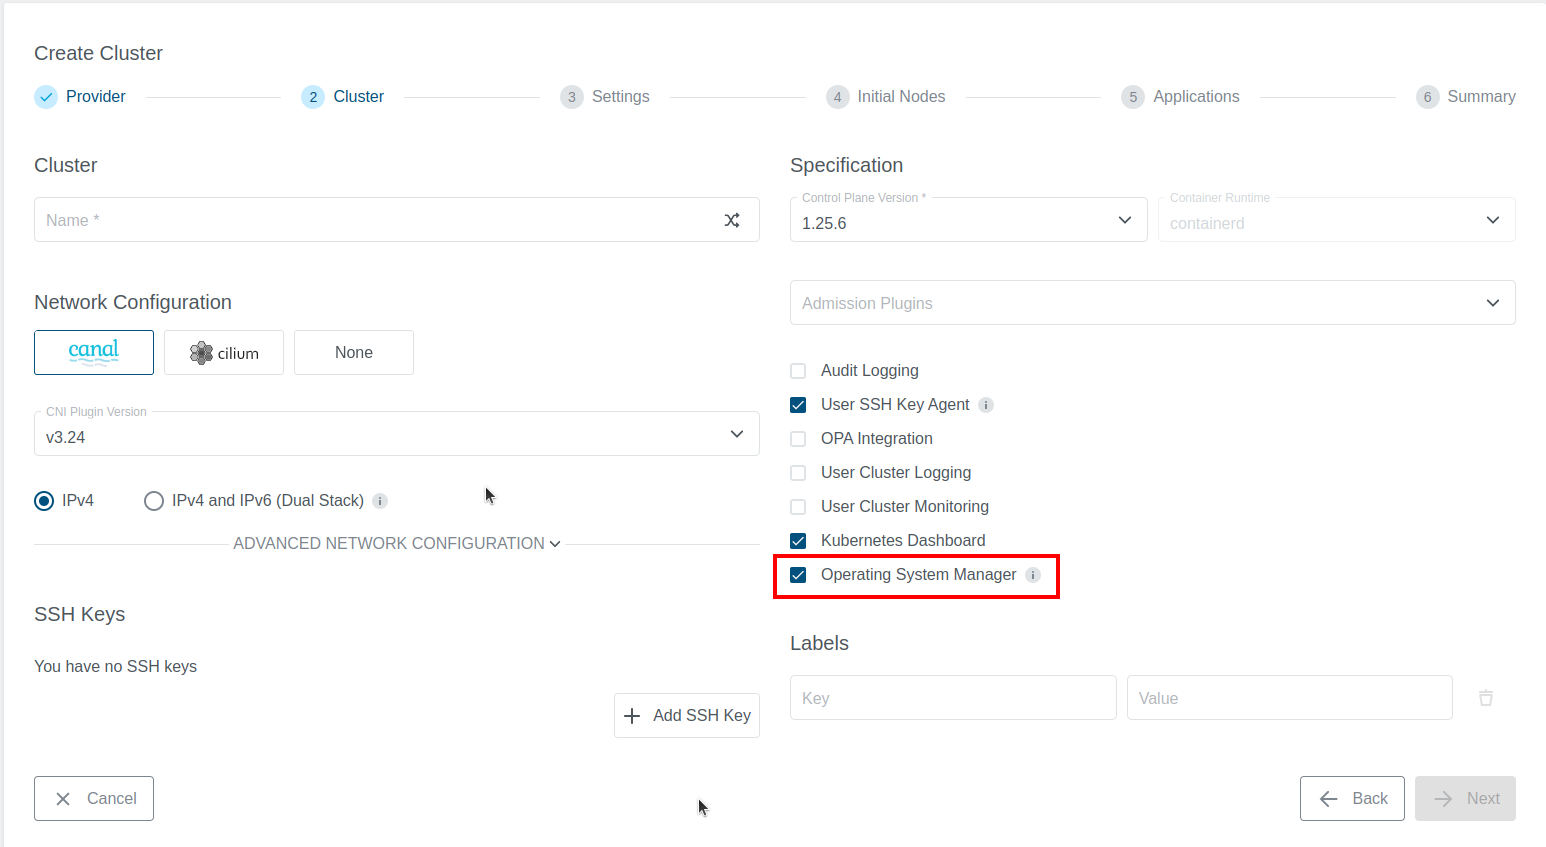 Create Cluster
Provider
2 Cluster
3 Settings
4 Initial Nodes
5 Applications
6 Summary
Cluster
Name *
Network Configuration
canal
cilium
None
CNI Plugin Version
v3.24
IPv4
IPv4 and IPv6 (Dual Stack) i
ADVANCED NETWORK CONFIGURATION
SSH Keys
You have no SSH keys
Add SSH Key
Specification
Control Plane Version *
1.25.6
Container Runtime
containerd
Admission Plugins
Audit Logging
User SSH Key Agent i
OPA Integration
User Cluster Logging
User Cluster Monitoring
Kubernetes Dashboard
Operating System Manager i
Labels
Key
Value
Cancel
Back
Next